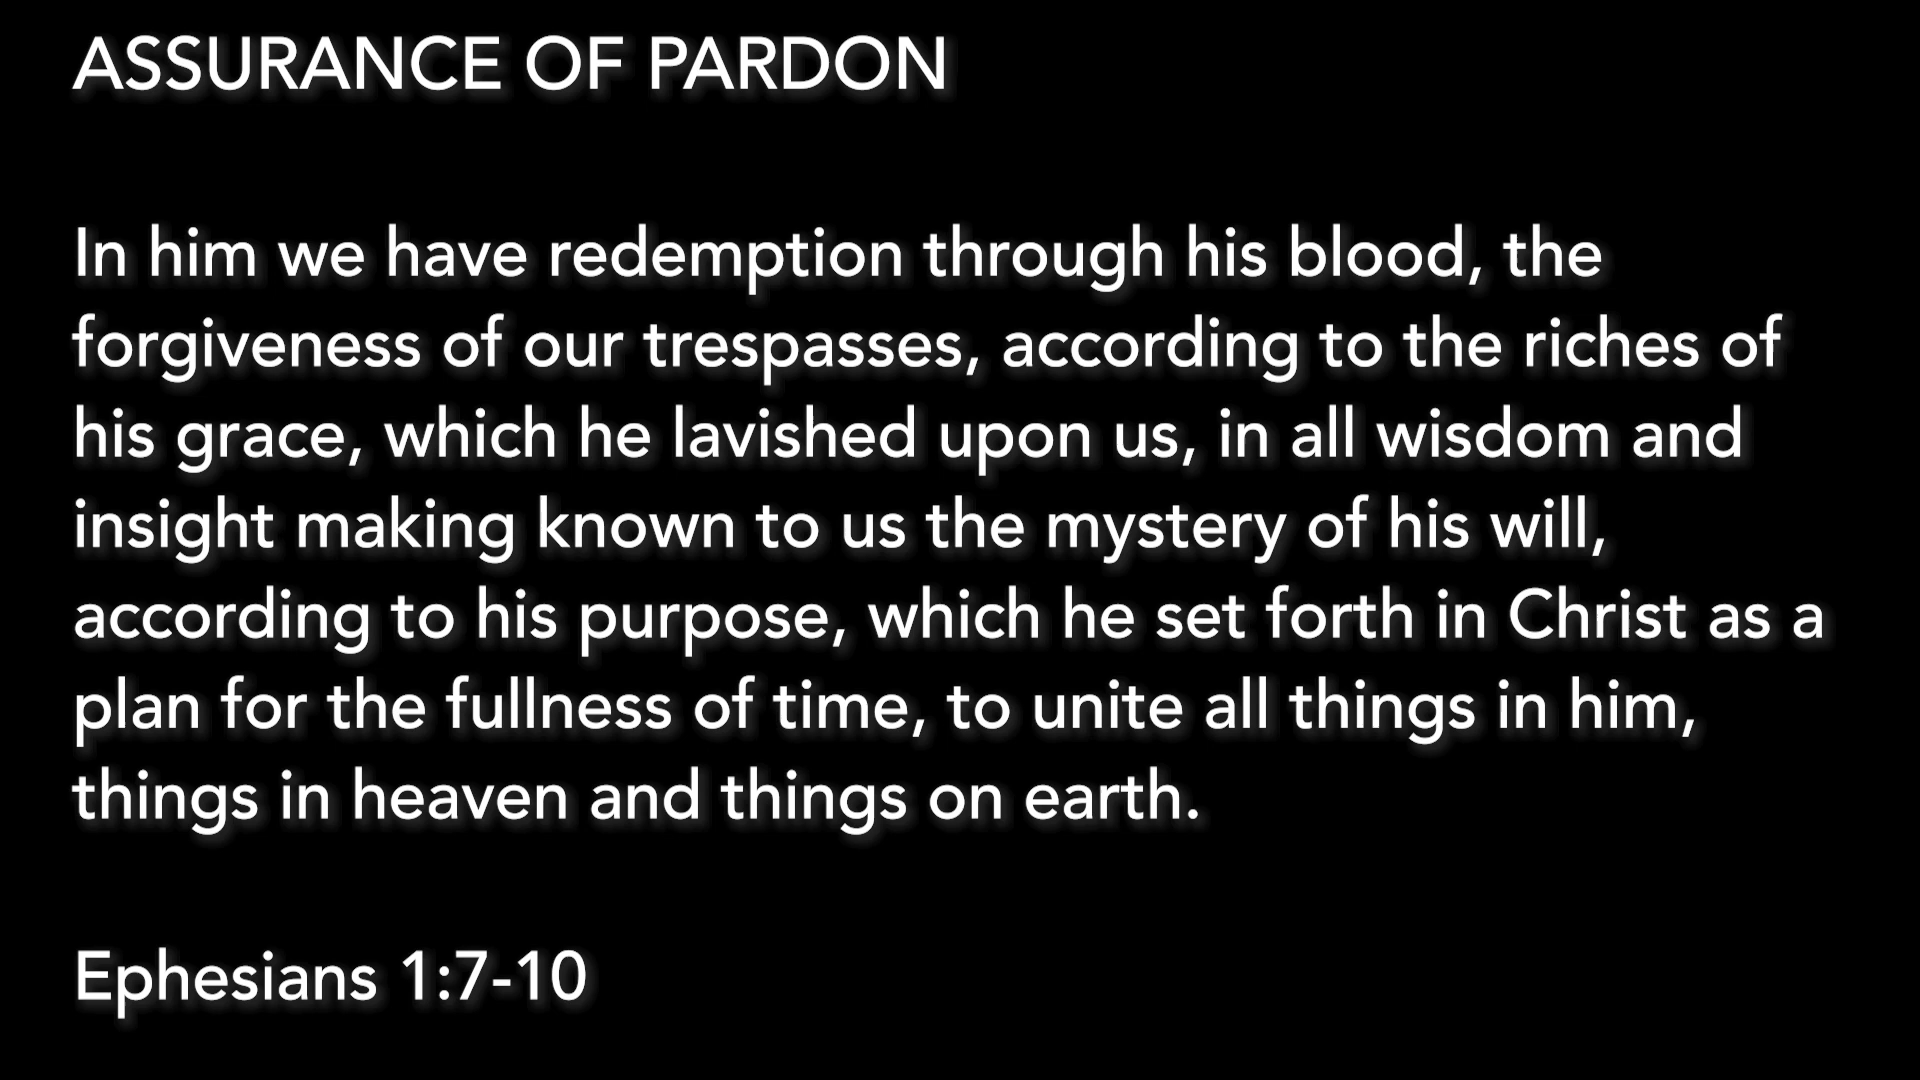 ASSURANCE OF PARDON
In him we have redemption through his blood, the
forgiveness of our trespasses, according to the riches of
his grace, which he lavished upon us, in all wisdom and
insight making known to us the mystery of his will,
according to his purpose, which he set forth in Christ as a
plan for the fullness of time, to unite all things in him,
things in heaven and things on earth.
Ephesians 1:7-10